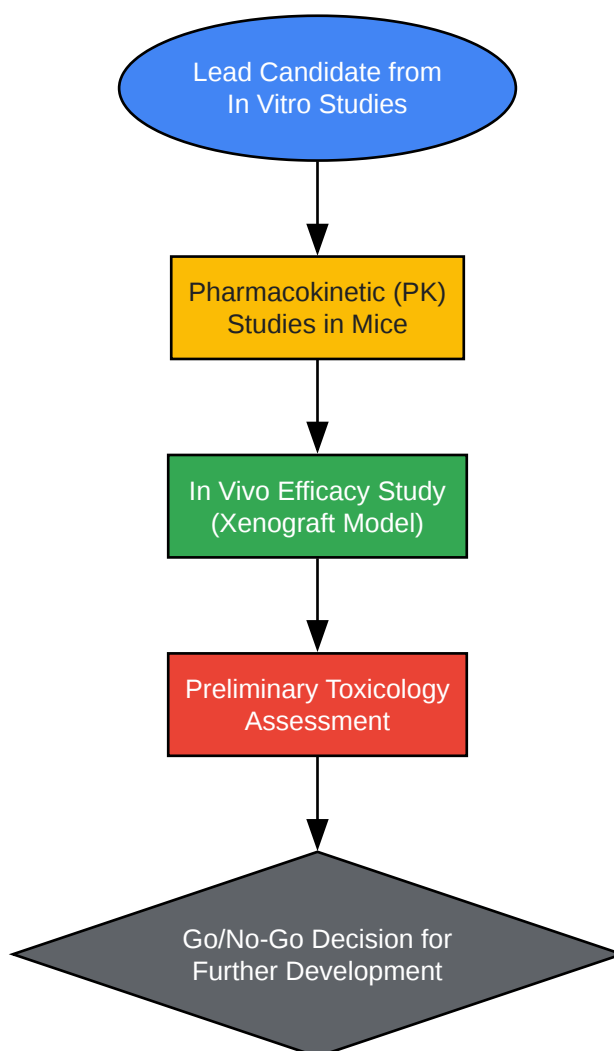 Lead Candidate from
In Vitro Studies
Pharmacokinetic (PK)
Studies in Mice
In Vivo Efficacy Study
(Xenograft Model)
Preliminary Toxicology
Assessment
Go/No-Go Decision for
Further Development